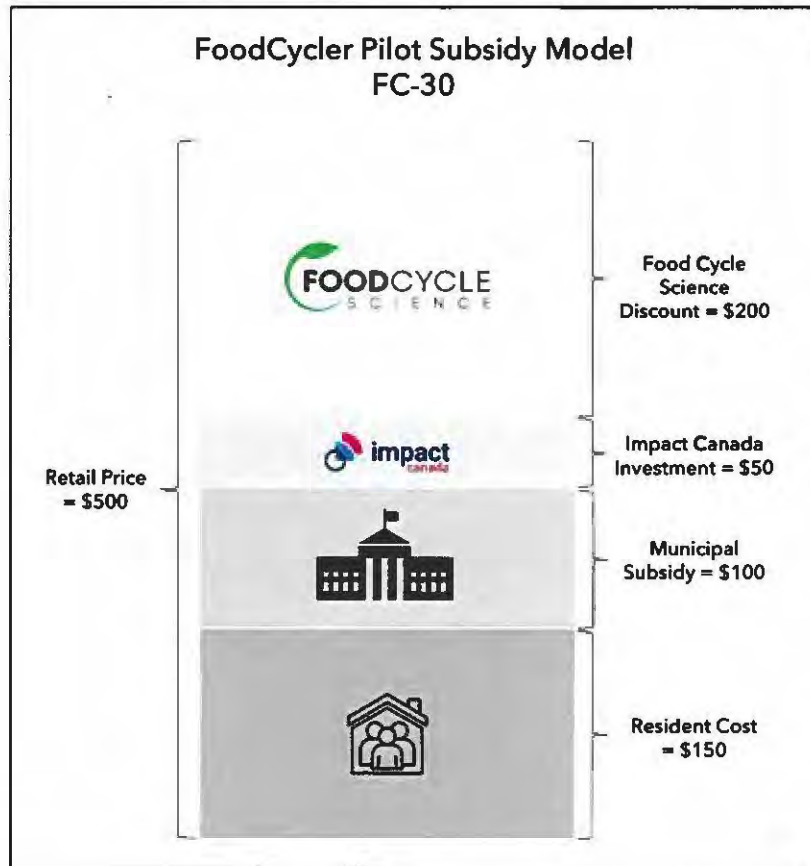 FoodCycler Pilot Subsidy Model
FC-30
FOODCYCLE
SCIENCE
Food Cycle
Science
Discount = $200
impact
canada
Impact Canada
Investment = $50
Retail Price
= $500
Municipal
Subsidy = $100
Resident Cost
= $150